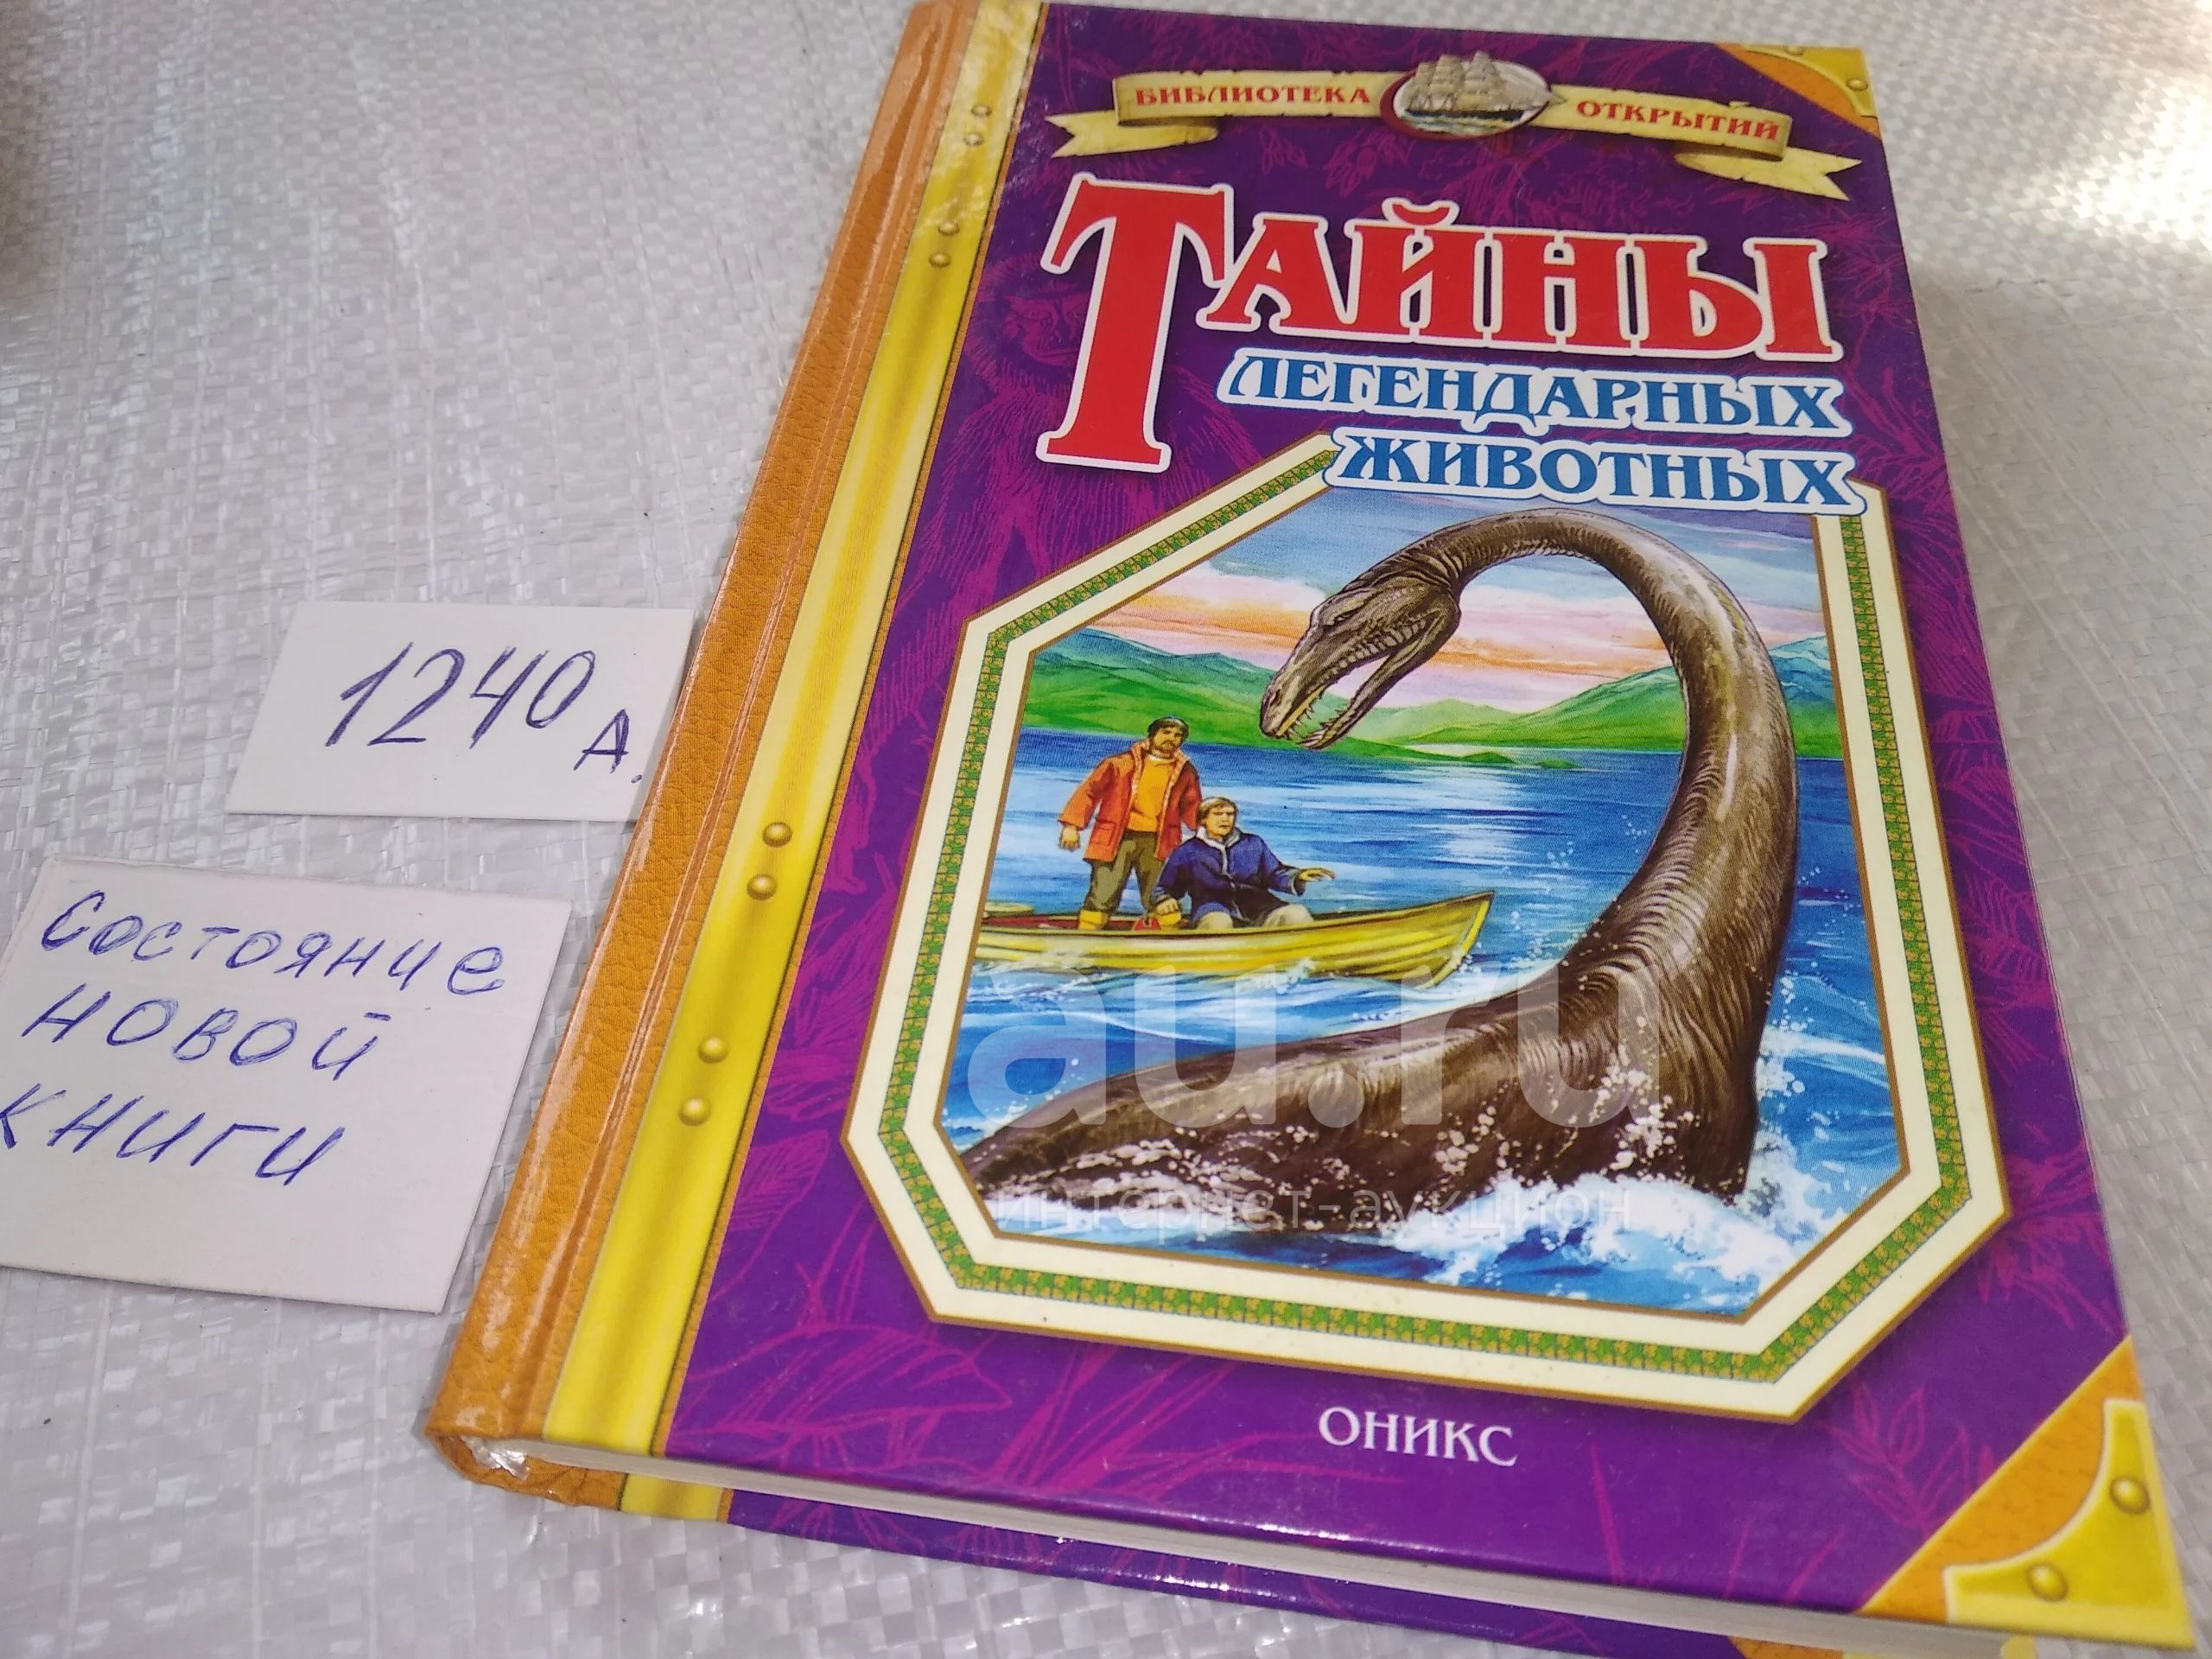 БИБЛИОТЕКА ОТКРЫТИЙ
ТАЙНЫ
ЛЕГЕНДАРНЫХ
ЖИВОТНЫХ
1240 А.
Состояние
новой
книги
au.ru
интернет-аукцион
ОНИКС